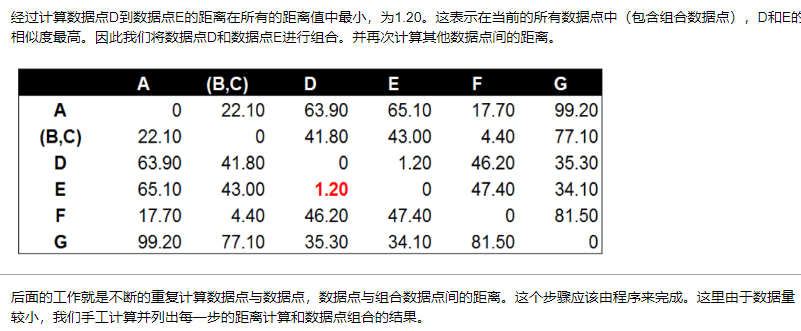 经过计算数据点D到数据点E的距离在所有的距离值中最小，为1.20。这表示在当前的所有数据点中（包含组合数据点），D和E的
相似度最高。因此我们将数据点D和数据点E进行组合。并再次计算其他数据点间的距离。
A (B,C) D E F G
A 0 22.10 63.90 65.10 17.70 99.20
(B,C) 22.10 0 41.80 43.00 4.40 77.10
D 63.90 41.80 0 1.20 46.20 35.30
E 65.10 43.00 1.20 0 47.40 34.10
F 17.70 4.40 46.20 47.40 0 81.50
G 99.20 77.10 35.30 34.10 81.50 0
后面的工作就是不断的重复计算数据点与数据点，数据点与组合数据点间的距离。这个步骤应该由程序来完成。这里由于数据量
较小，我们手工计算并列出每一步的距离计算和数据点组合的结果。